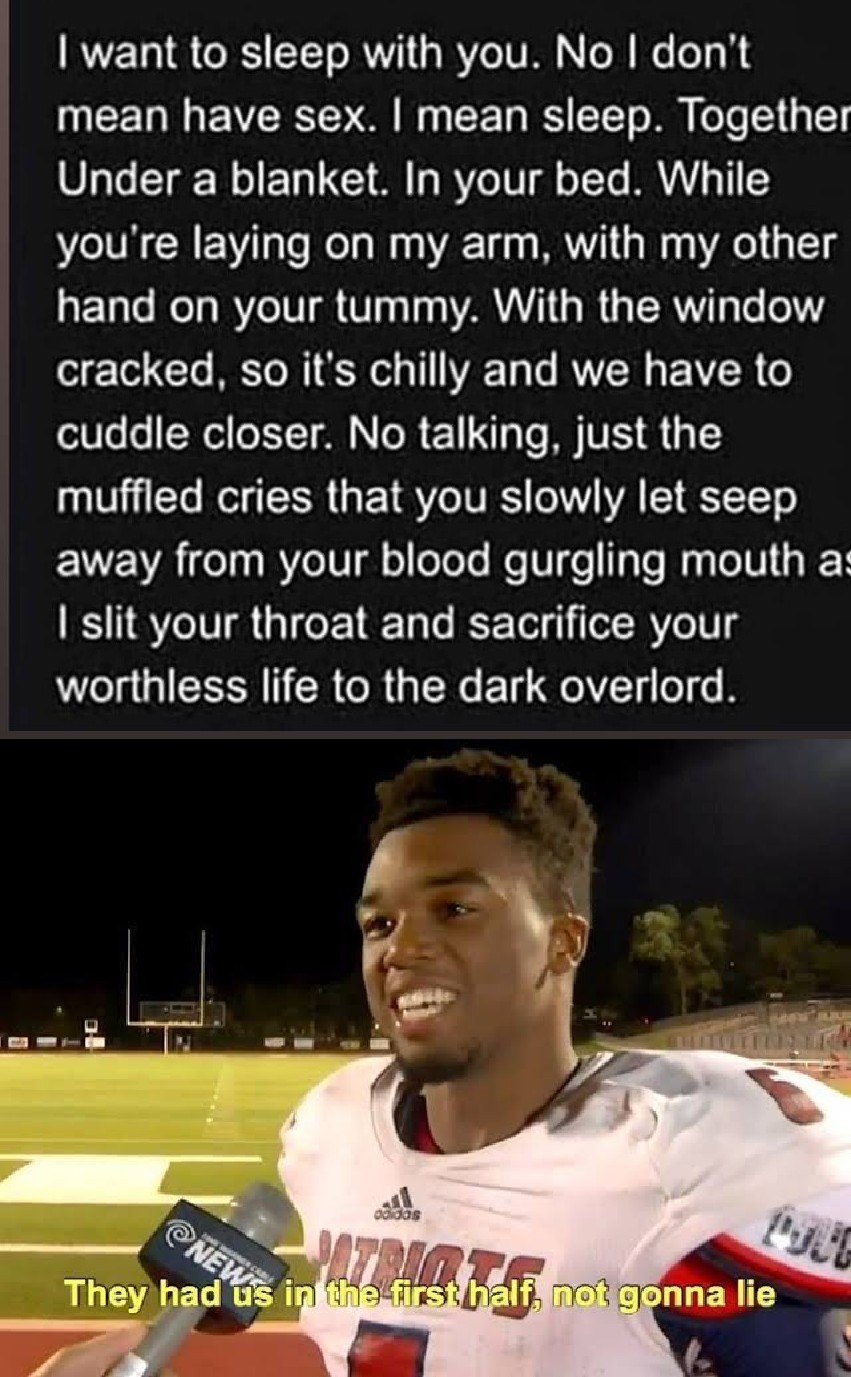 I want to sleep with you. No I don't
mean have sex. I mean sleep. Together
Under a blanket. In your bed. While
you're laying on my arm, with my other
hand on your tummy. With the window
cracked, so it's chilly and we have to
cuddle closer. No talking, just the
muffled cries that you slowly let seep
away from your blood gurgling mouth as
I slit your throat and sacrifice your
worthless life to the dark overlord.
adidas
NEWS
PATRIOTS
They had us in the first half, not gonna lie